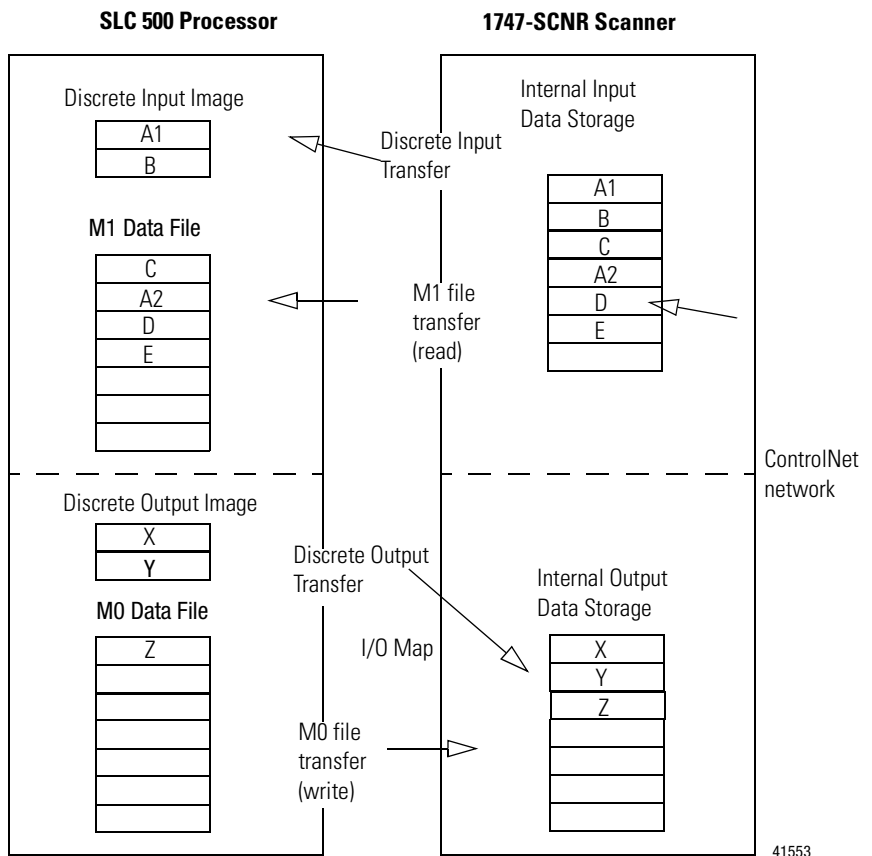 SLC 500 Processor
1747-SCNR Scanner
Discrete Input Image
A1
B
M1 Data File
C
A2
D
E
Discrete Input
Transfer
M1 file
transfer
(read)
Internal Input
Data Storage
A1
B
C
A2
D
E
ControlNet
network
Discrete Output Image
X
Y
M0 Data File
Z
Discrete Output
Transfer
I/O Map
M0 file
transfer
(write)
Internal Output
Data Storage
X
Y
Z
41553